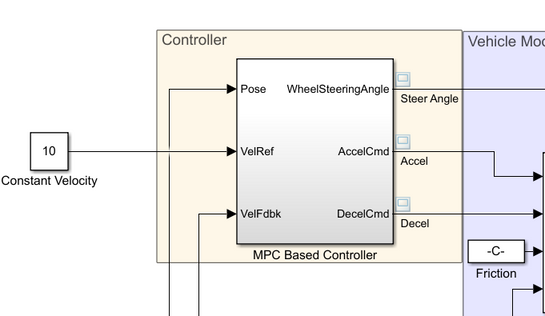 Controller
Vehicle Mod
Pose
WheelSteeringAngle
Steer Angle
10
VelRef
AccelCmd
Accel
Constant Velocity
VelFdbk
DecelCmd
Decel
MPC Based Controller
-C-
Friction